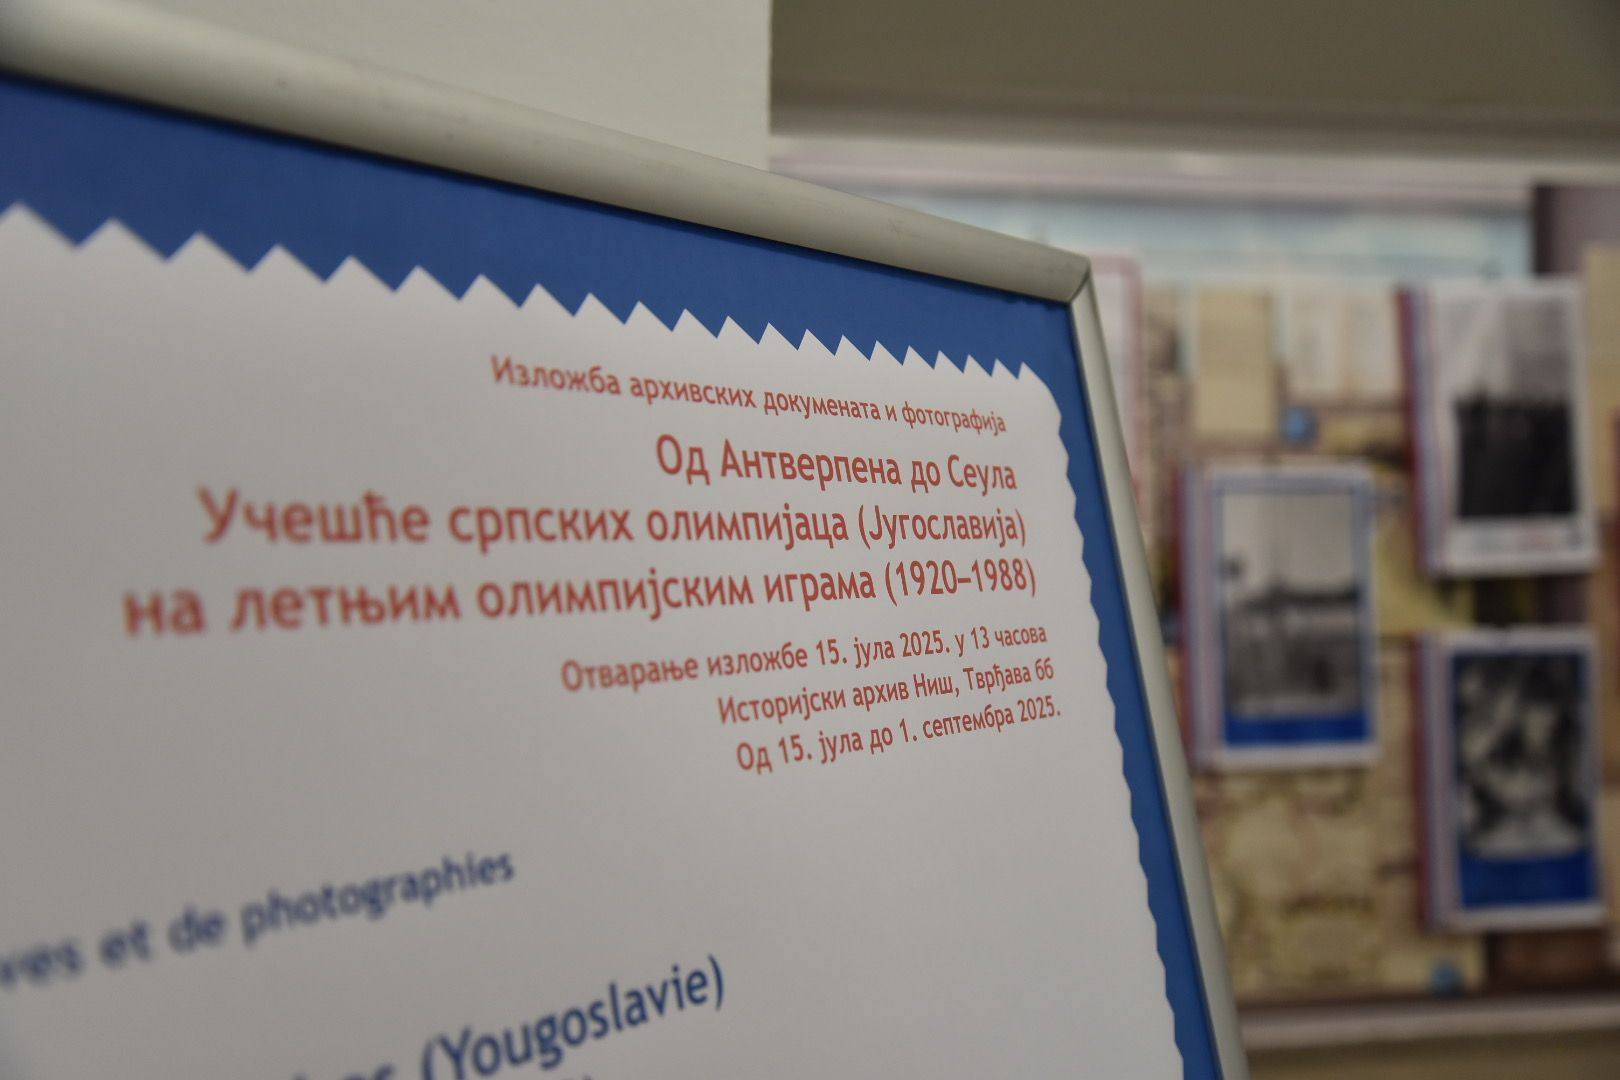 Изложба архивских докумената и фотографија
Од Антверпена до Сеула
Учешће српских олимпијаца (Југославија)
на летњим олимпијским играма (1920–1988)
Отварање изложбе 15. јула 2025. у 13 часова
Историјски архив Ниш, Тврђава бб
Од 15. јула до 1. септембра 2025.
ves et de photographies
(Yougoslavie)